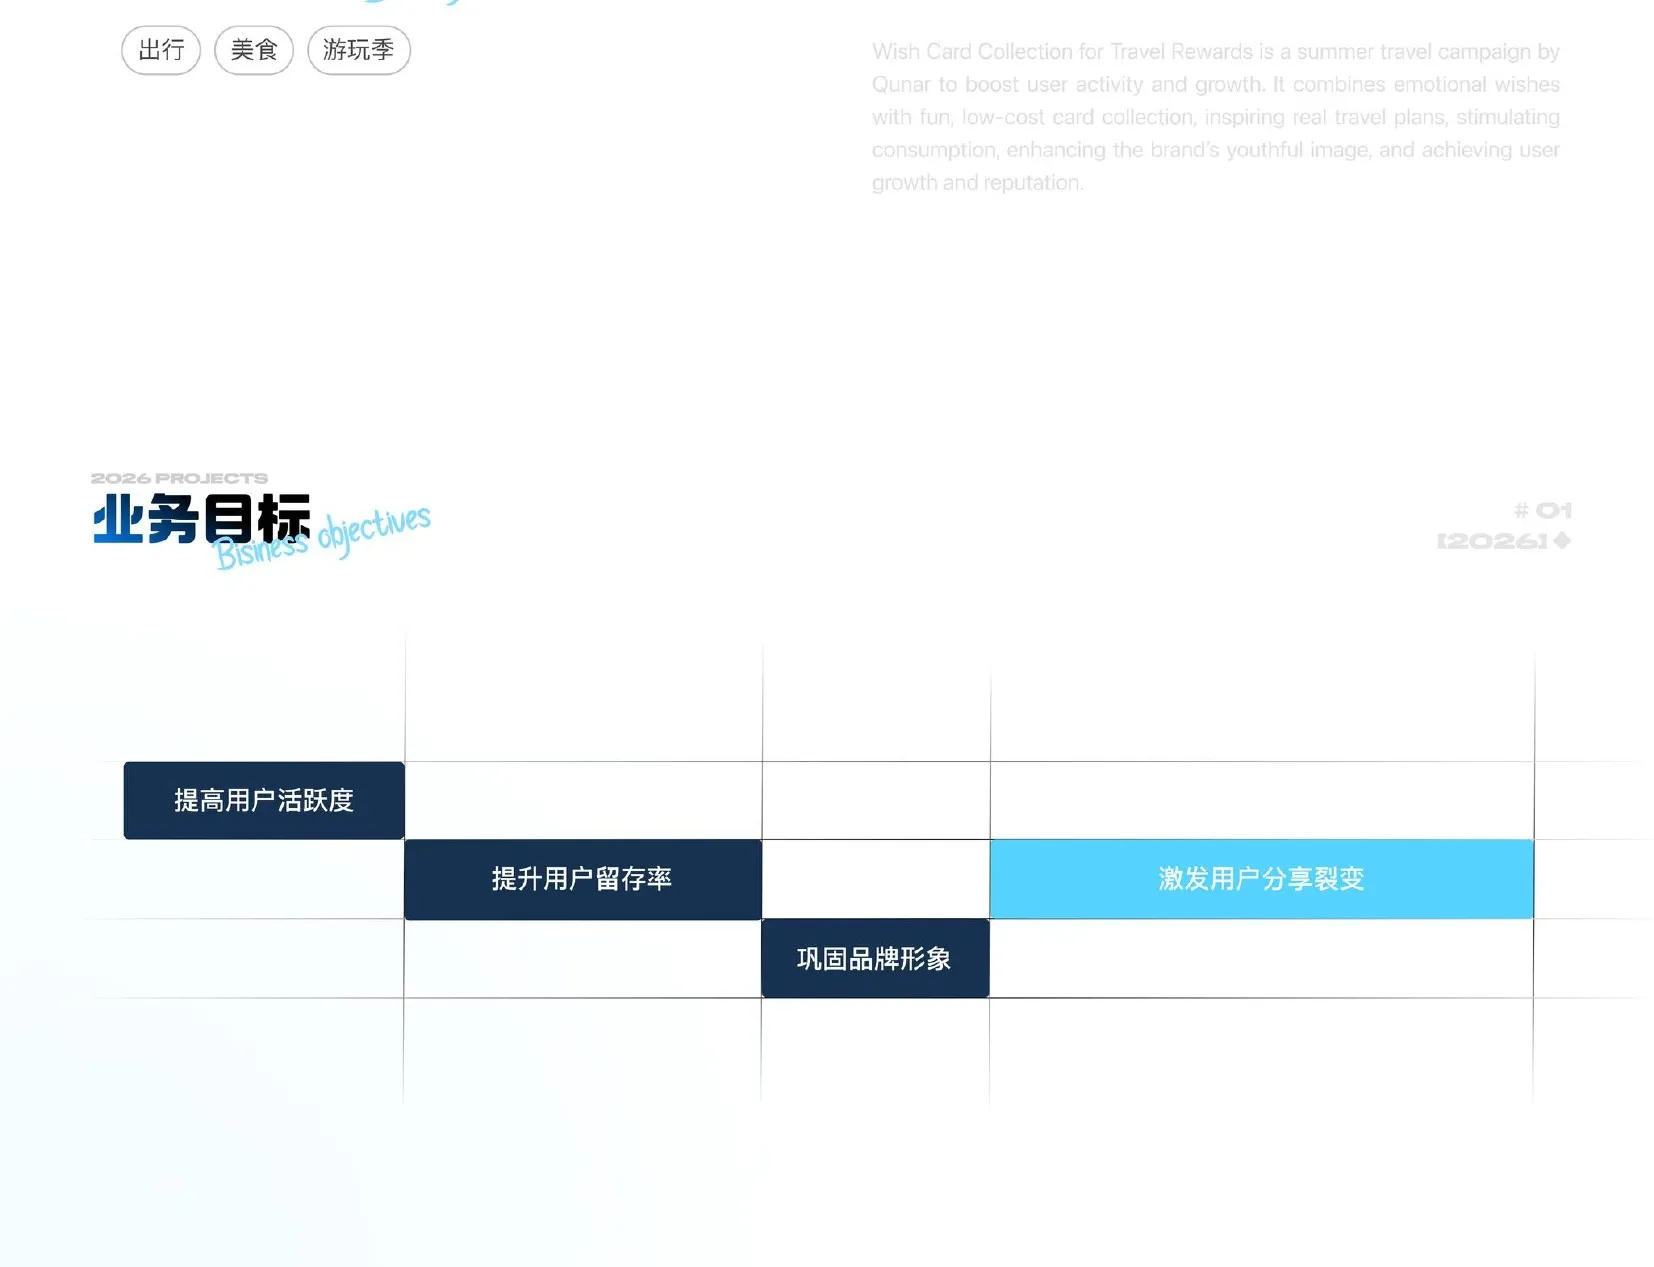 出行 美食 游玩季
Wish Card Collection for Travel Rewards is a summer travel campaign by
Qunar to boost user activity and growth. It combines emotional wishes
with fun, low-cost card collection, inspiring real travel plans, stimulating
consumption, enhancing the brand's youthful image, and achieving user
growth and reputation.
2026 PROJECTS
业务目标
Bisiness objectives
# 01
[2026]
提高用户活跃度
提升用户留存率
激发用户分享裂变
巩固品牌形象